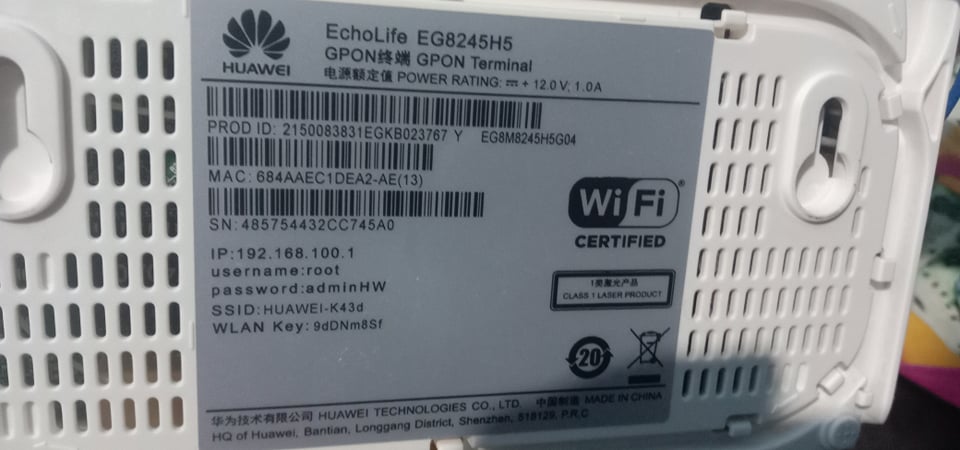 HUAWEI
EchoLife EG8245H5
GPON终端 GPON Terminal
电源额定值 POWER RATING: ⎓ + 12.0V; 1.0A
PROD ID: 2150083831EGKB023767 Y EG8M8245H5G04
MAC: 684AAEC1DEA2-AE(13)
SN: 485754432CC745A0
IP:192.168.100.1
username:root
password:adminHW
SSID:HUAWEI-K43d
WLAN Key: 9dDNm8Sf
Wi Fi ®
CERTIFIED
1类激光产品
CLASS 1 LASER PRODUCT
20
华为技术有限公司 HUAWEI TECHNOLOGIES CO., LTD. 中国制造 MADE IN CHINA
HQ of Huawei, Bantian, Longgang District, Shenzhen, 518129, P.R.C